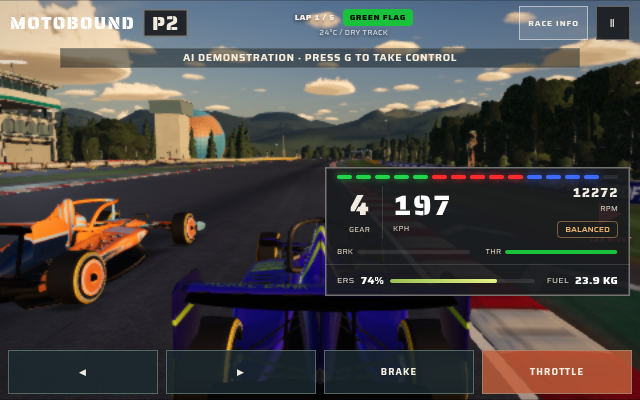 MOTOBOUND P2
LAP 1 / 5 GREEN FLAG
24°C / DRY TRACK
RACE INFO
II
AI DEMONSTRATION · PRESS G TO TAKE CONTROL
4 197 12272
GEAR KPH RPM
BALANCED
BRK THR
ERS 74% FUEL 23.9 KG
◄ ► BRAKE THROTTLE